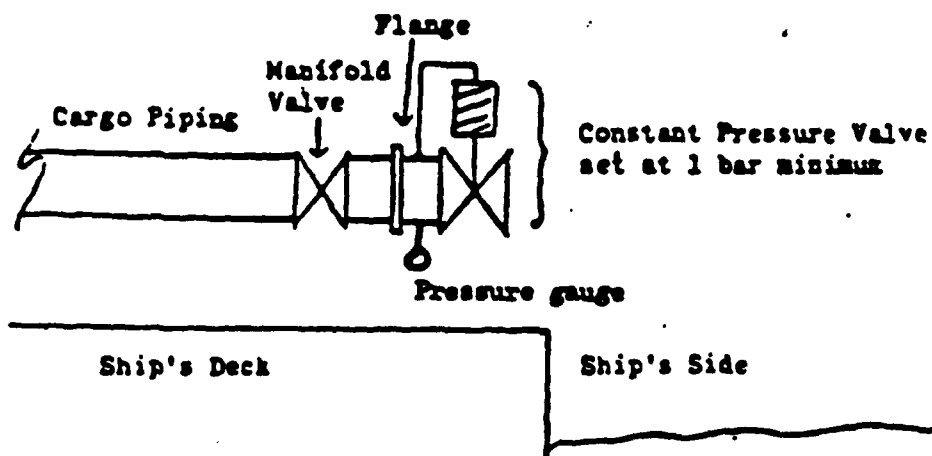 Flange
Manifold
Valve
Cargo Piping
Constant Pressure Valve
set at 1 bar minimum
Pressure gauge
Ship's Deck
Ship's Side